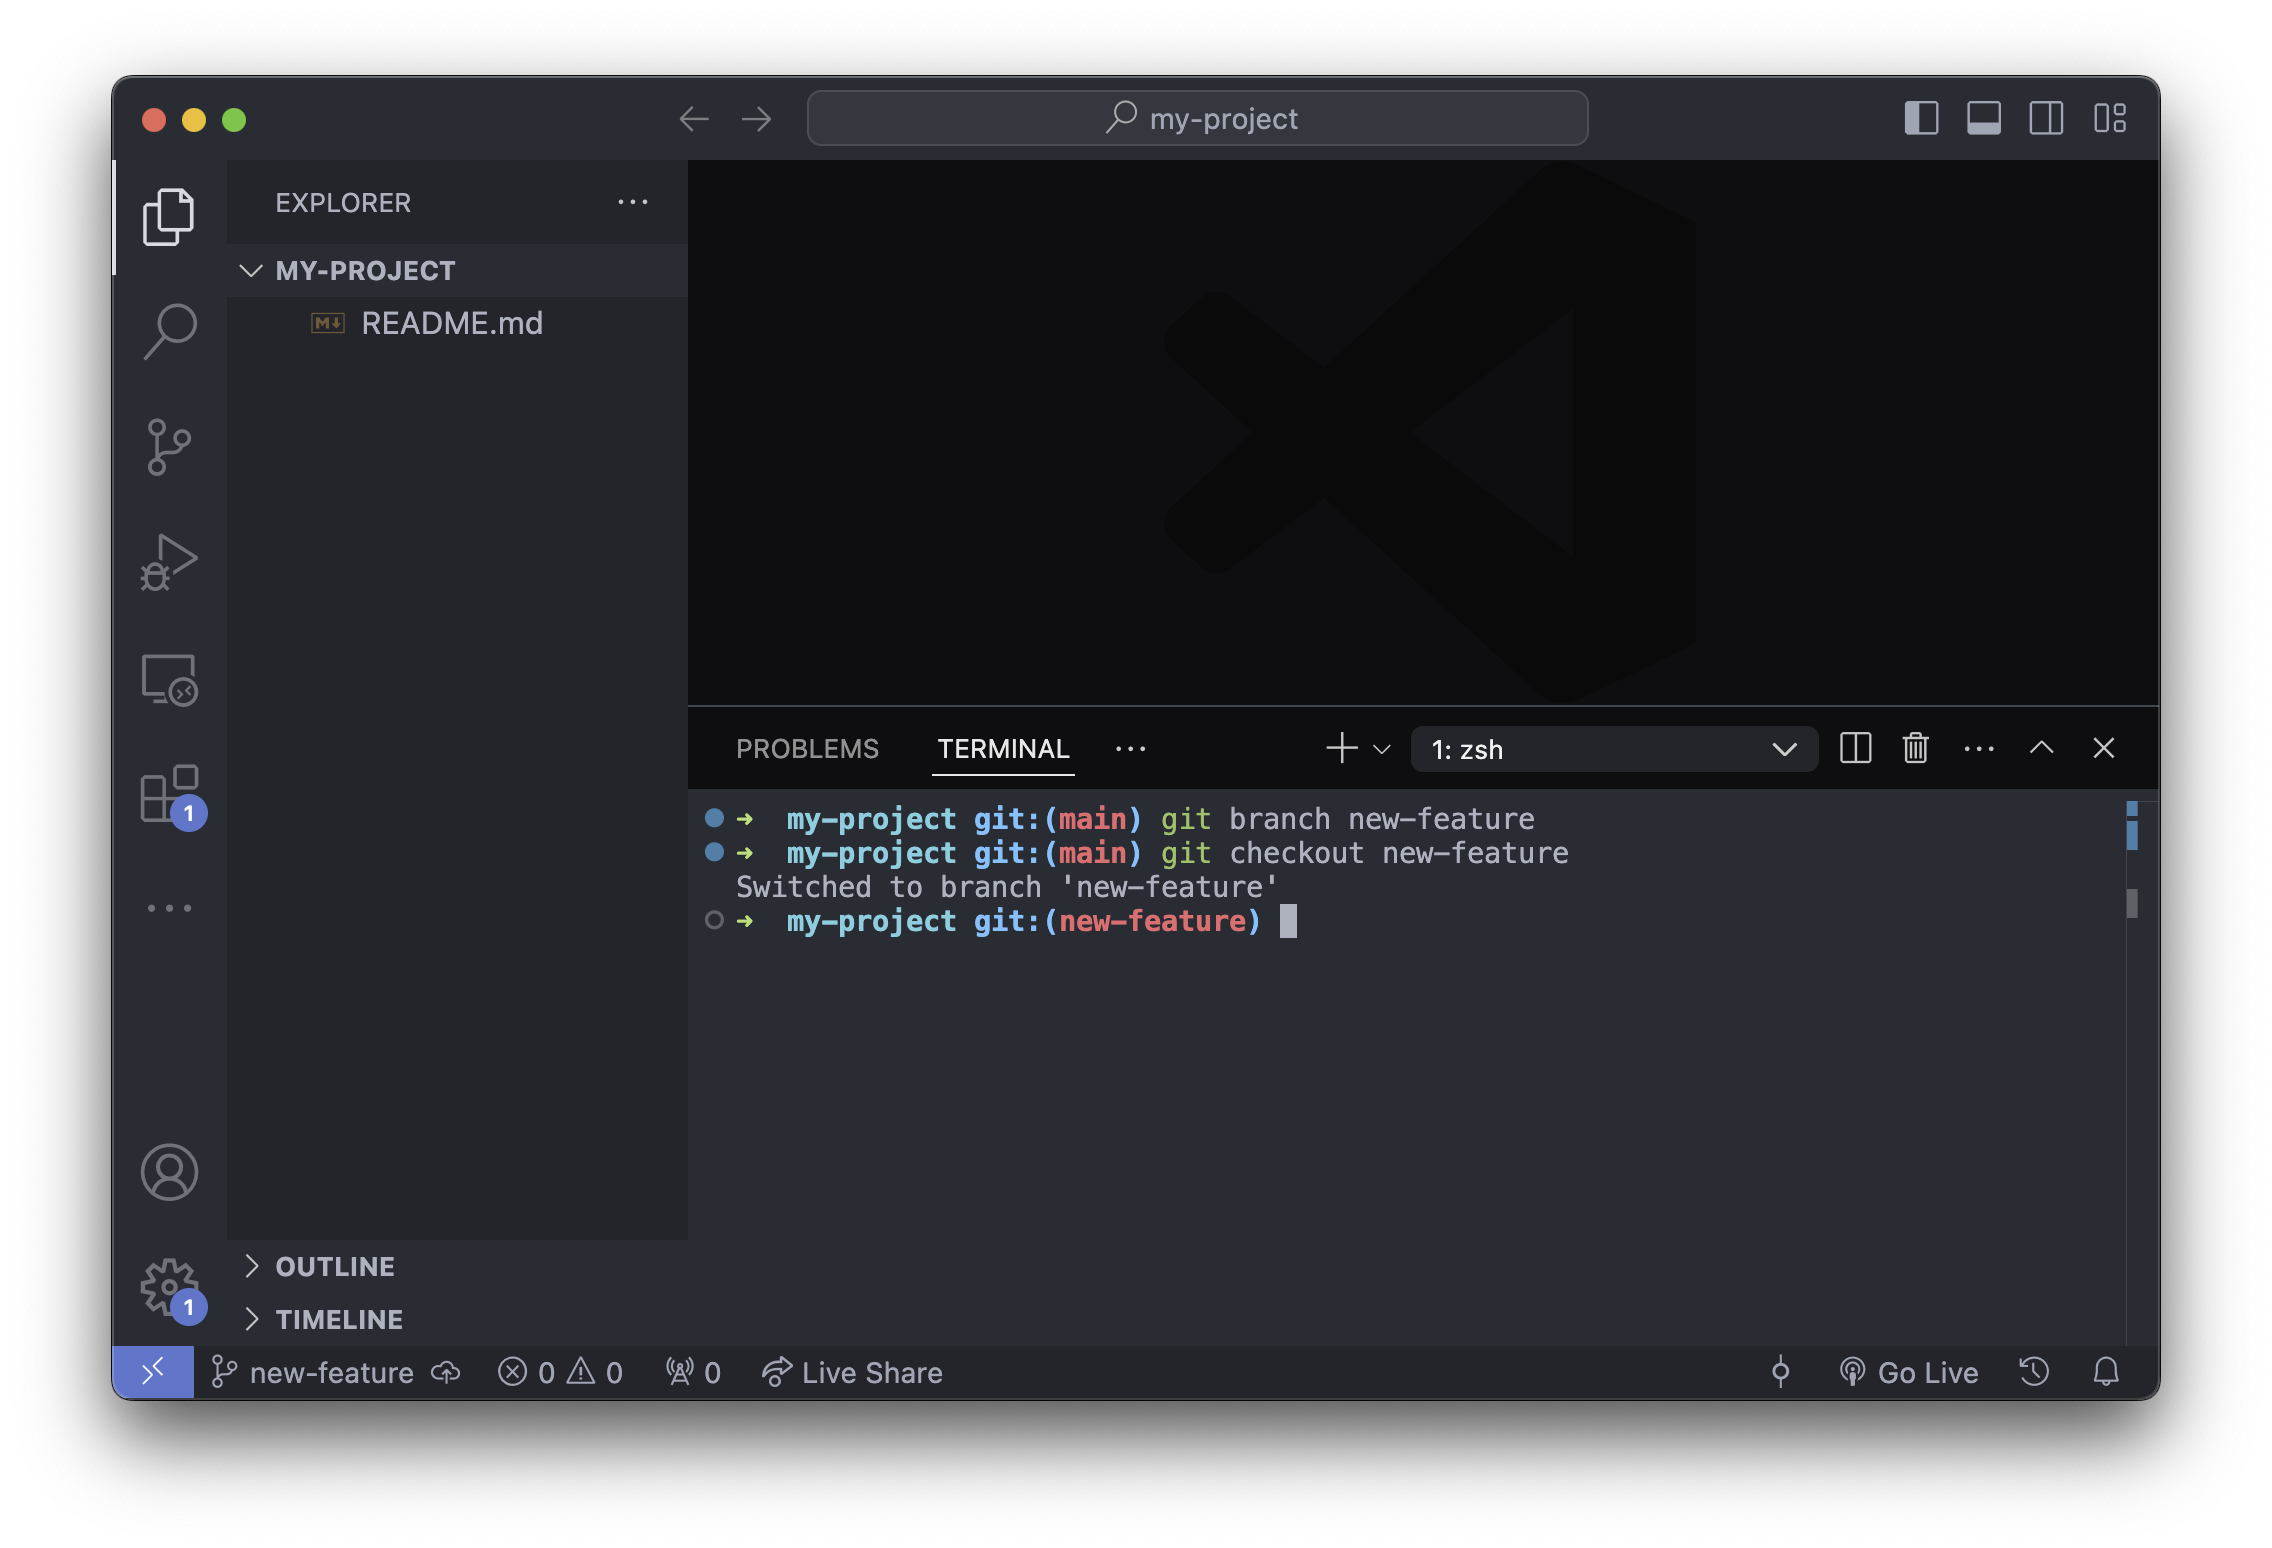 my-project
EXPLORER ...
MY-PROJECT
M↓ README.md
PROBLEMS TERMINAL ... 1: zsh ...
➜ my-project git:(main) git branch new-feature
➜ my-project git:(main) git checkout new-feature
Switched to branch 'new-feature'
➜ my-project git:(new-feature)
1
OUTLINE
1
TIMELINE
new-feature 0 0 0 Live Share Go Live